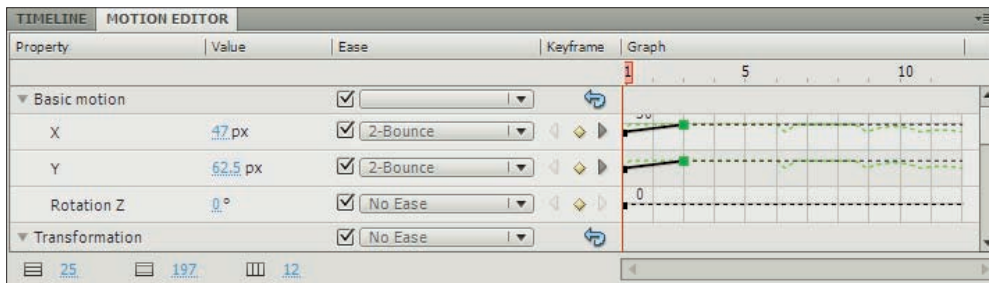 TIMELINE MOTION EDITOR
Property Value Ease Keyframe Graph
1 5 10
Basic motion
X 47 px 2-Bounce
Y 62.5 px 2-Bounce
Rotation Z 0° No Ease 0
Transformation No Ease
25 197 12